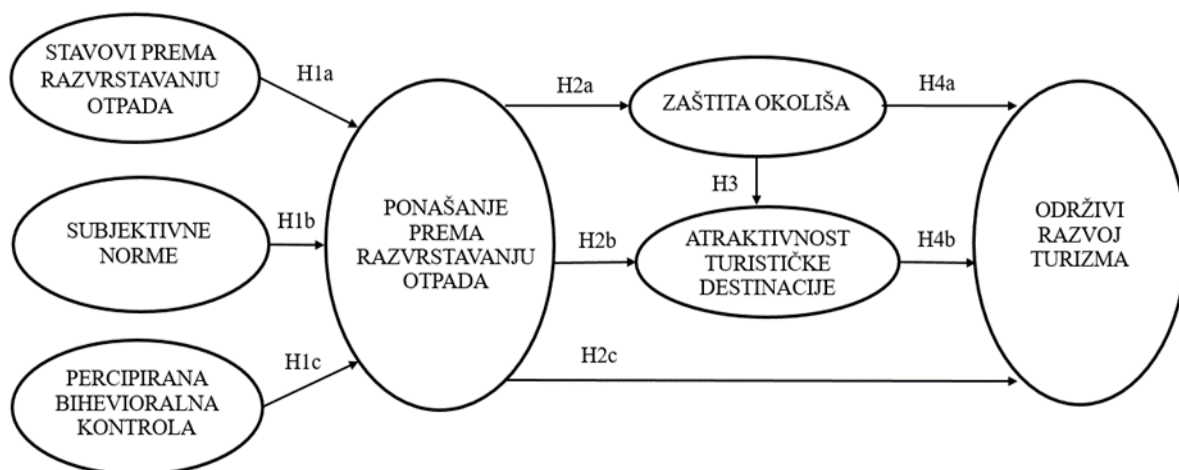 STAVOVI PREMA
RAZVRSTAVANJU
OTPADA
H1a
SUBJEKTIVNE
NORME
H1b
PERCIPIRANA
BIHEVIORALNA
KONTROLA
H1c
PONAŠANJE
PREMA
RAZVRSTAVANJU
OTPADA
H2a
H2b
H2c
ZAŠTITA OKOLIŠA
H3
ATRAKTIVNOST
TURISTIČKE
DESTINACIJE
H4a
H4b
ODRŽIVI
RAZVOJ
TURIZMA